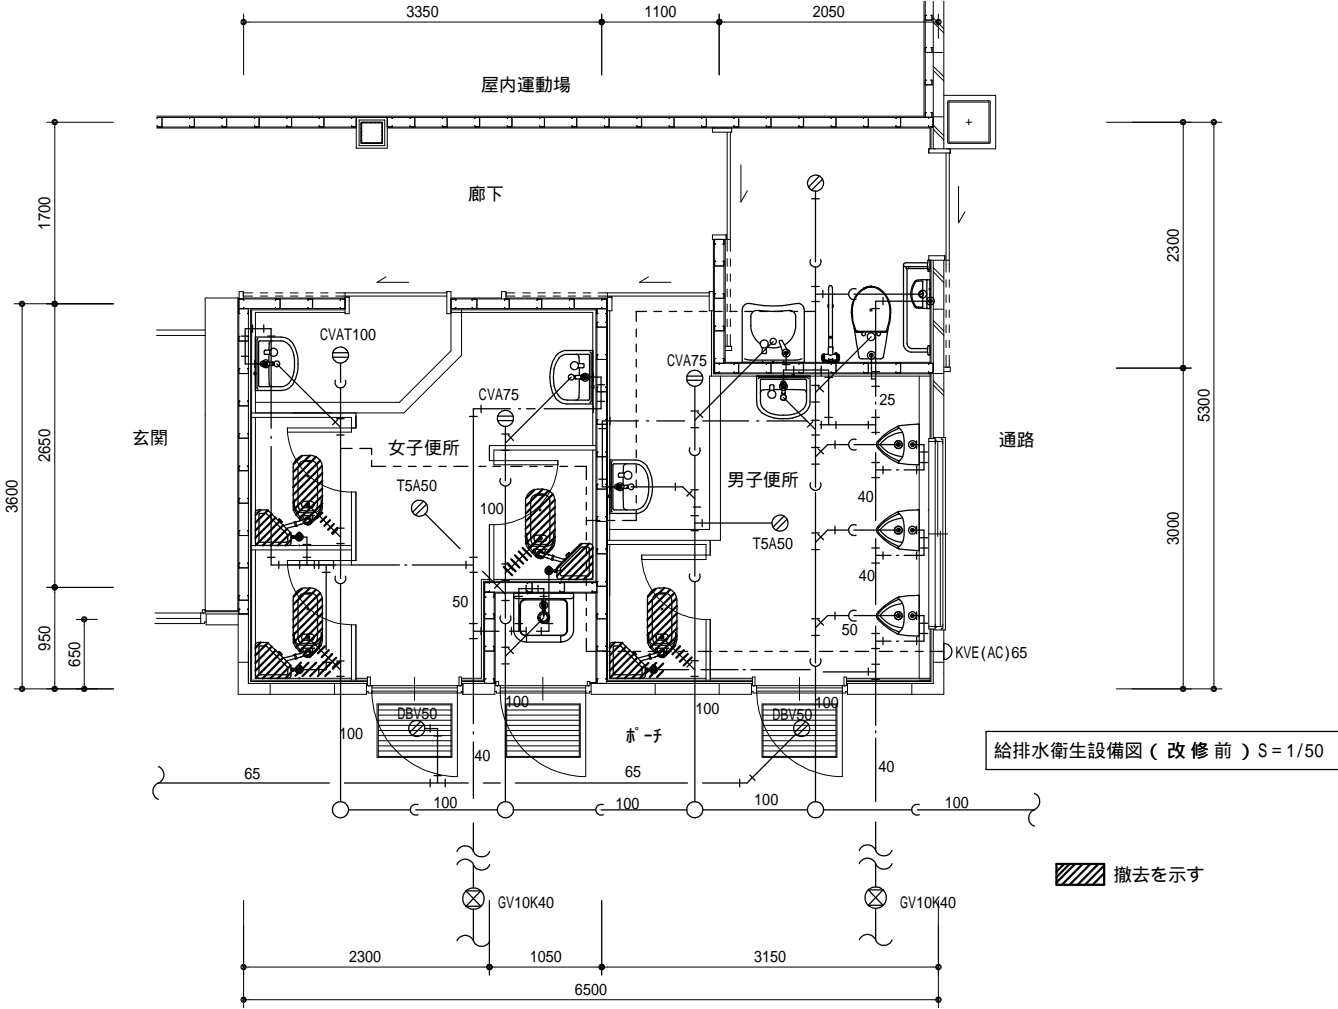 3350
1100
2050
屋内運動場
廊下
1700
2300
5300
CVAT100
CVA75
CVA75
25
玄関
女子便所
男子便所
通路
2650
3600
T5A50
100
T5A50
40
3000
40
50
50
950
650
KVE(AC)65
100
DBV50
100
100
DBV50
100
ﾎﾟｰﾁ
40
40
給排水衛生設備図（改修前）S=1/50
65
65
100
100
100
100
撤去を示す
GV10K40
GV10K40
2300
1050
3150
6500